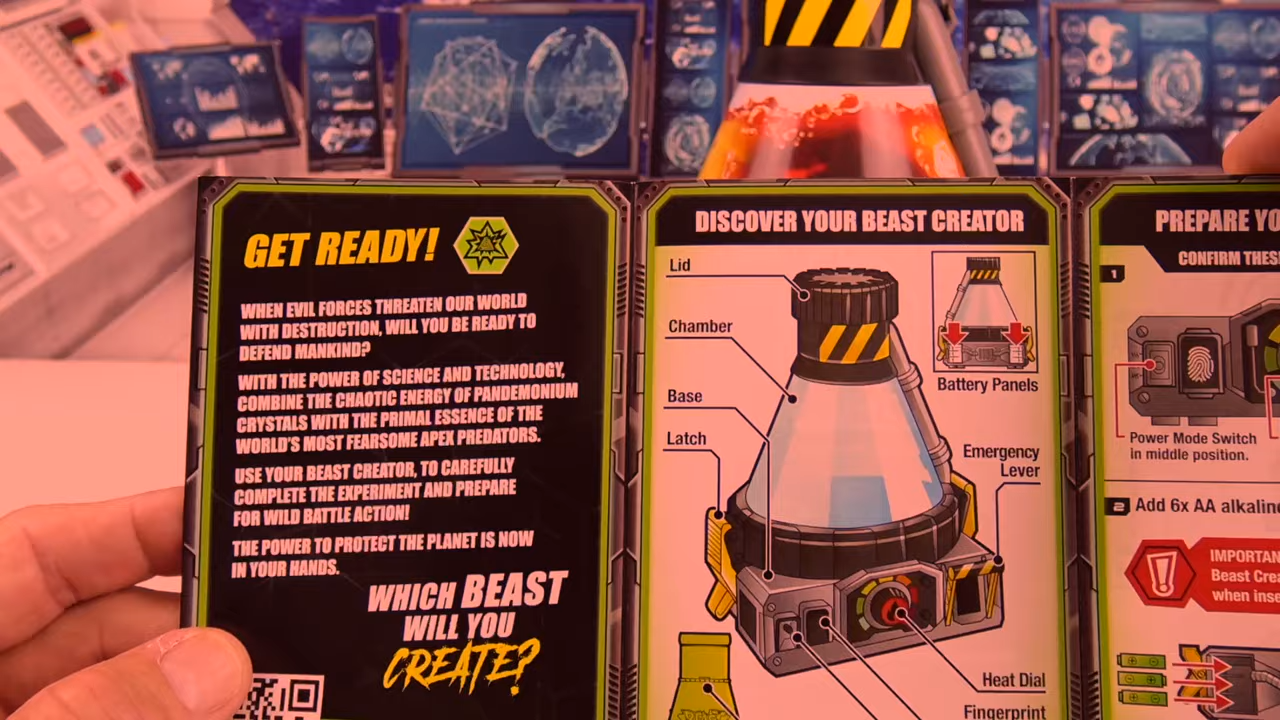 GET READY!
WHEN EVIL FORCES THREATEN OUR WORLD
WITH DESTRUCTION, WILL YOU BE READY TO
DEFEND MANKIND?
WITH THE POWER OF SCIENCE AND TECHNOLOGY,
COMBINE THE CHAOTIC ENERGY OF PANDEMONIUM
CRYSTALS WITH THE PRIMAL ESSENCE OF THE
WORLD'S MOST FEARSOME APEX PREDATORS.
USE YOUR BEAST CREATOR, TO CAREFULLY
COMPLETE THE EXPERIMENT AND PREPARE
FOR WILD BATTLE ACTION!
THE POWER TO PROTECT THE PLANET IS NOW
IN YOUR HANDS.
WHICH BEAST
WILL YOU
CREATE?
DISCOVER YOUR BEAST CREATOR
Lid
Chamber
Base
Latch
Battery Panels
Emergency
Lever
Heat Dial
Fingerprint
PREPARE YO
CONFIRM THES
1
Power Mode Switch
in middle position.
2 Add 6x AA alkalin
IMPORTAN
Beast Crea
when inse